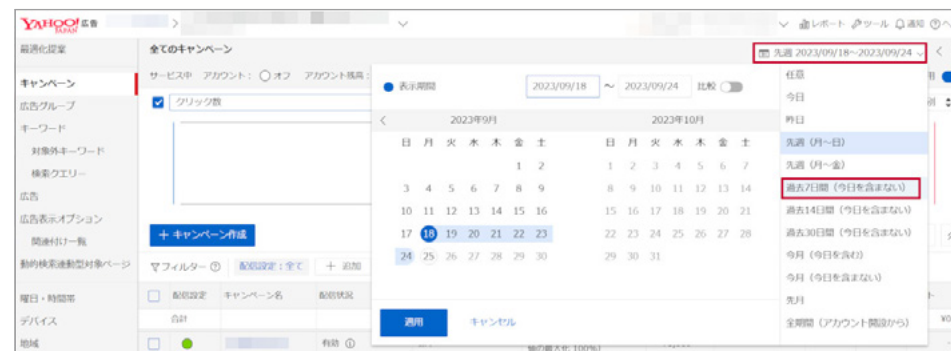 YAHOO! 広告
JAPAN
レポート ツール 通知
最適化提案
全てのキャンペーン
先週 2023/09/18～2023/09/24
キャンペーン
サービス中 アカウント： オフ アカウント残高：
広告グループ
キーワード
対象外キーワード
検索クエリー
広告
広告表示オプション
関連付け一覧
動的検索連動型対象ページ
曜日・時間帯
デバイス
地域
クリック数
＋ キャンペーン作成
フィルター 配信設定：全て ＋ 追加
配信設定 キャンペーン名 配信状況
合計
有効
表示期間 2023/09/18 ～ 2023/09/24 比較
2023年9月
日 月 火 水 木 金 土
1 2
3 4 5 6 7 8 9
10 11 12 13 14 15 16
17 18 19 20 21 22 23
24 25 26 27 28 29 30
2023年10月
日 月 火 水 木 金 土
1 2 3 4 5 6 7
8 9 10 11 12 13 14
15 16 17 18 19 20 21
22 23 24 25 26 27 28
29 30 31
適用 キャンセル
任意
今日
昨日
先週（月～日）
先週（月～金）
過去7日間（今日を含まない）
過去14日間（今日を含まない）
過去30日間（今日を含まない）
今月（今日を含む）
今月（今日を含まない）
先月
全期間（アカウント開設から）